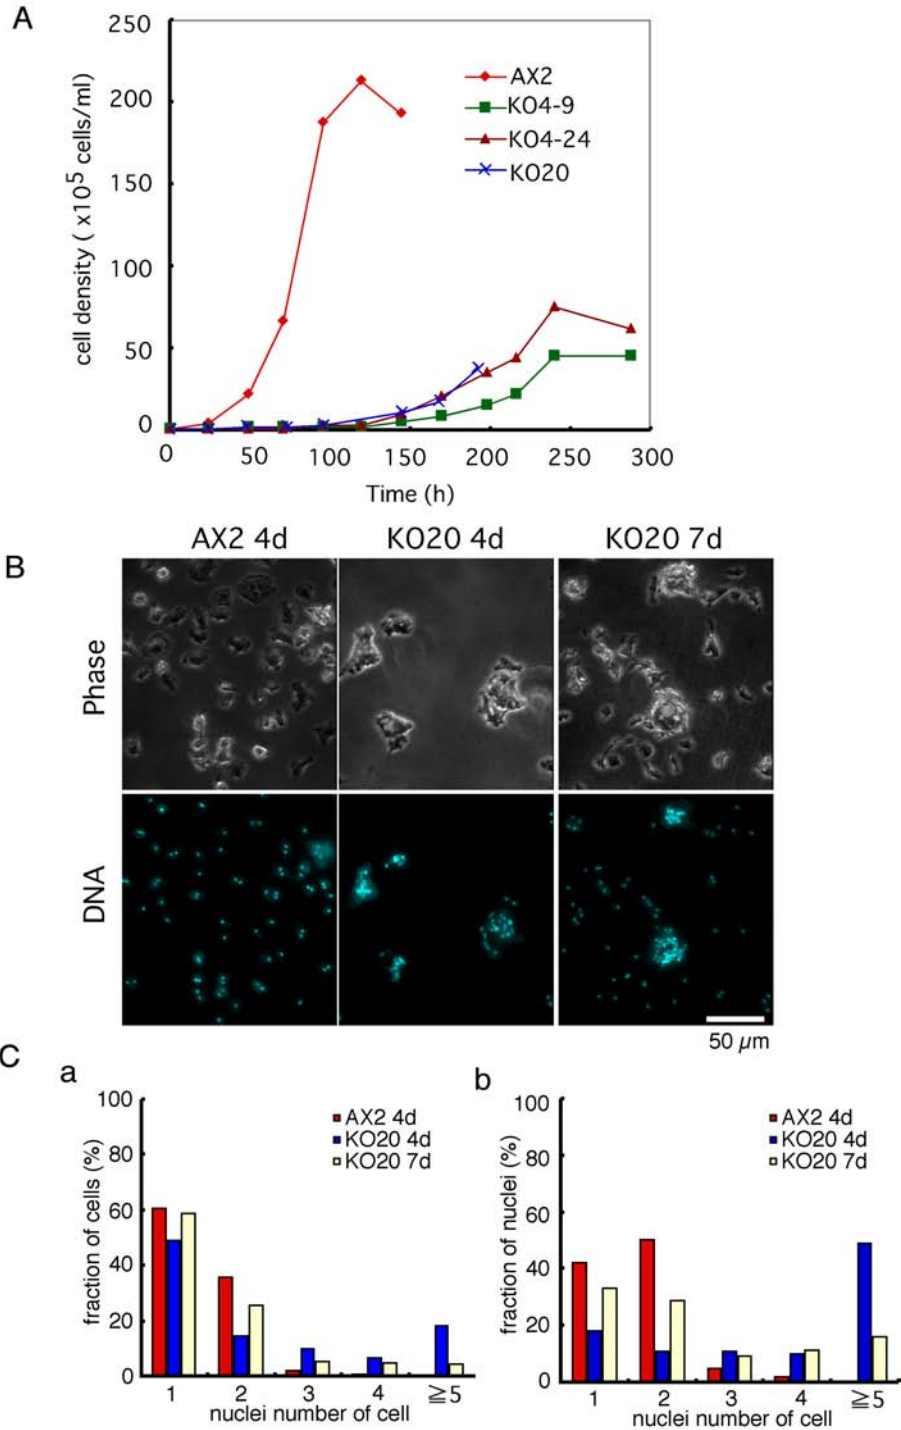 A
250
200
150
100
50
0
cell density ( x10⁵ cells/ml)
AX2
KO4-9
KO4-24
KO20
0 50 100 150 200 250 300
Time (h)
B
AX2 4d KO20 4d KO20 7d
Phase
DNA
50 µm
C
a
100
80
60
40
20
0
fraction of cells (%)
AX2 4d
KO20 4d
KO20 7d
1 2 3 4 ≧5
nuclei number of cell
b
100
80
60
40
20
0
fraction of nuclei (%)
AX2 4d
KO20 4d
KO20 7d
1 2 3 4 ≧5
nuclei number of cell